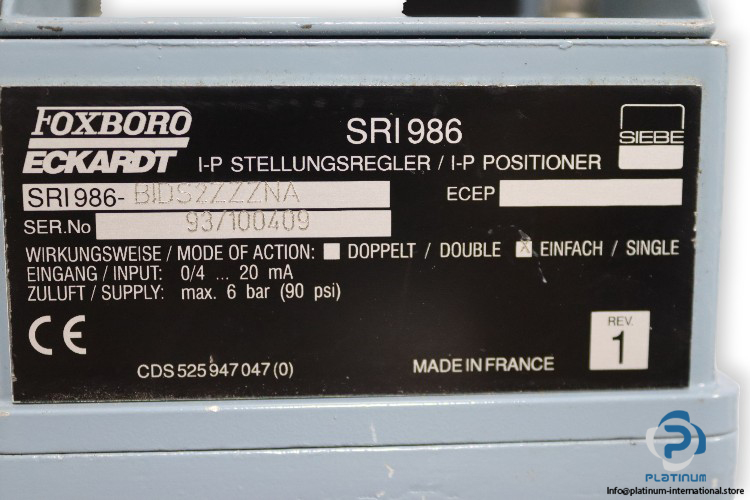 FOXBORO
ECKARDT
SRI 986
SIEBE
I-P STELLUNGSREGLER / I-P POSITIONER
SRI 986- BIDS2ZZZNA
ECEP
SER.No 93/100409
WIRKUNGSWEISE / MODE OF ACTION: DOPPELT / DOUBLE X EINFACH / SINGLE
EINGANG / INPUT: 0/4 ... 20 mA
ZULUFT / SUPPLY: max. 6 bar (90 psi)
CE
REV.
1
CDS 525 947 047 (0)
MADE IN FRANCE
PLATINUM
Info@platinum-international.store